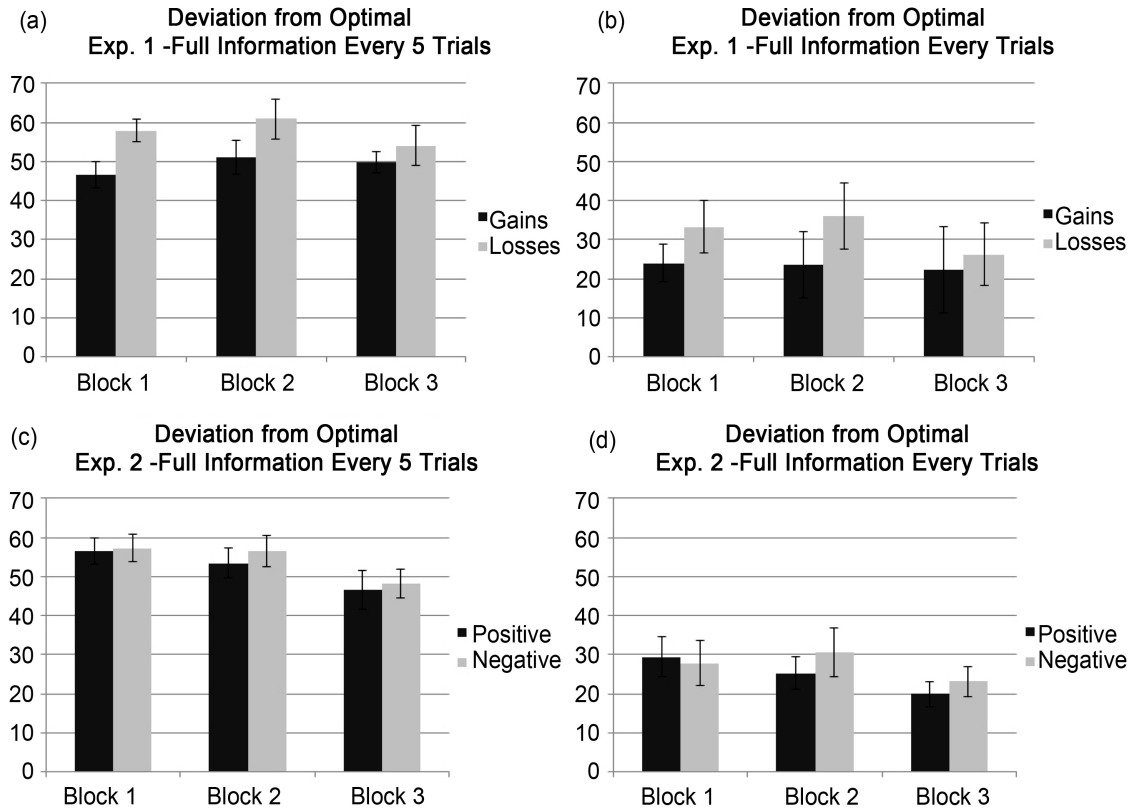 (a)
Deviation from Optimal
Exp. 1 -Full Information Every 5 Trials
70
60
50
40
30
20
10
0
Block 1 Block 2 Block 3
Gains
Losses
(b)
Deviation from Optimal
Exp. 1 -Full Information Every Trials
70
60
50
40
30
20
10
0
Block 1 Block 2 Block 3
Gains
Losses
(c)
Deviation from Optimal
Exp. 2 -Full Information Every 5 Trials
70
60
50
40
30
20
10
0
Block 1 Block 2 Block 3
Positive
Negative
(d)
Deviation from Optimal
Exp. 2 -Full Information Every Trials
70
60
50
40
30
20
10
0
Block 1 Block 2 Block 3
Positive
Negative